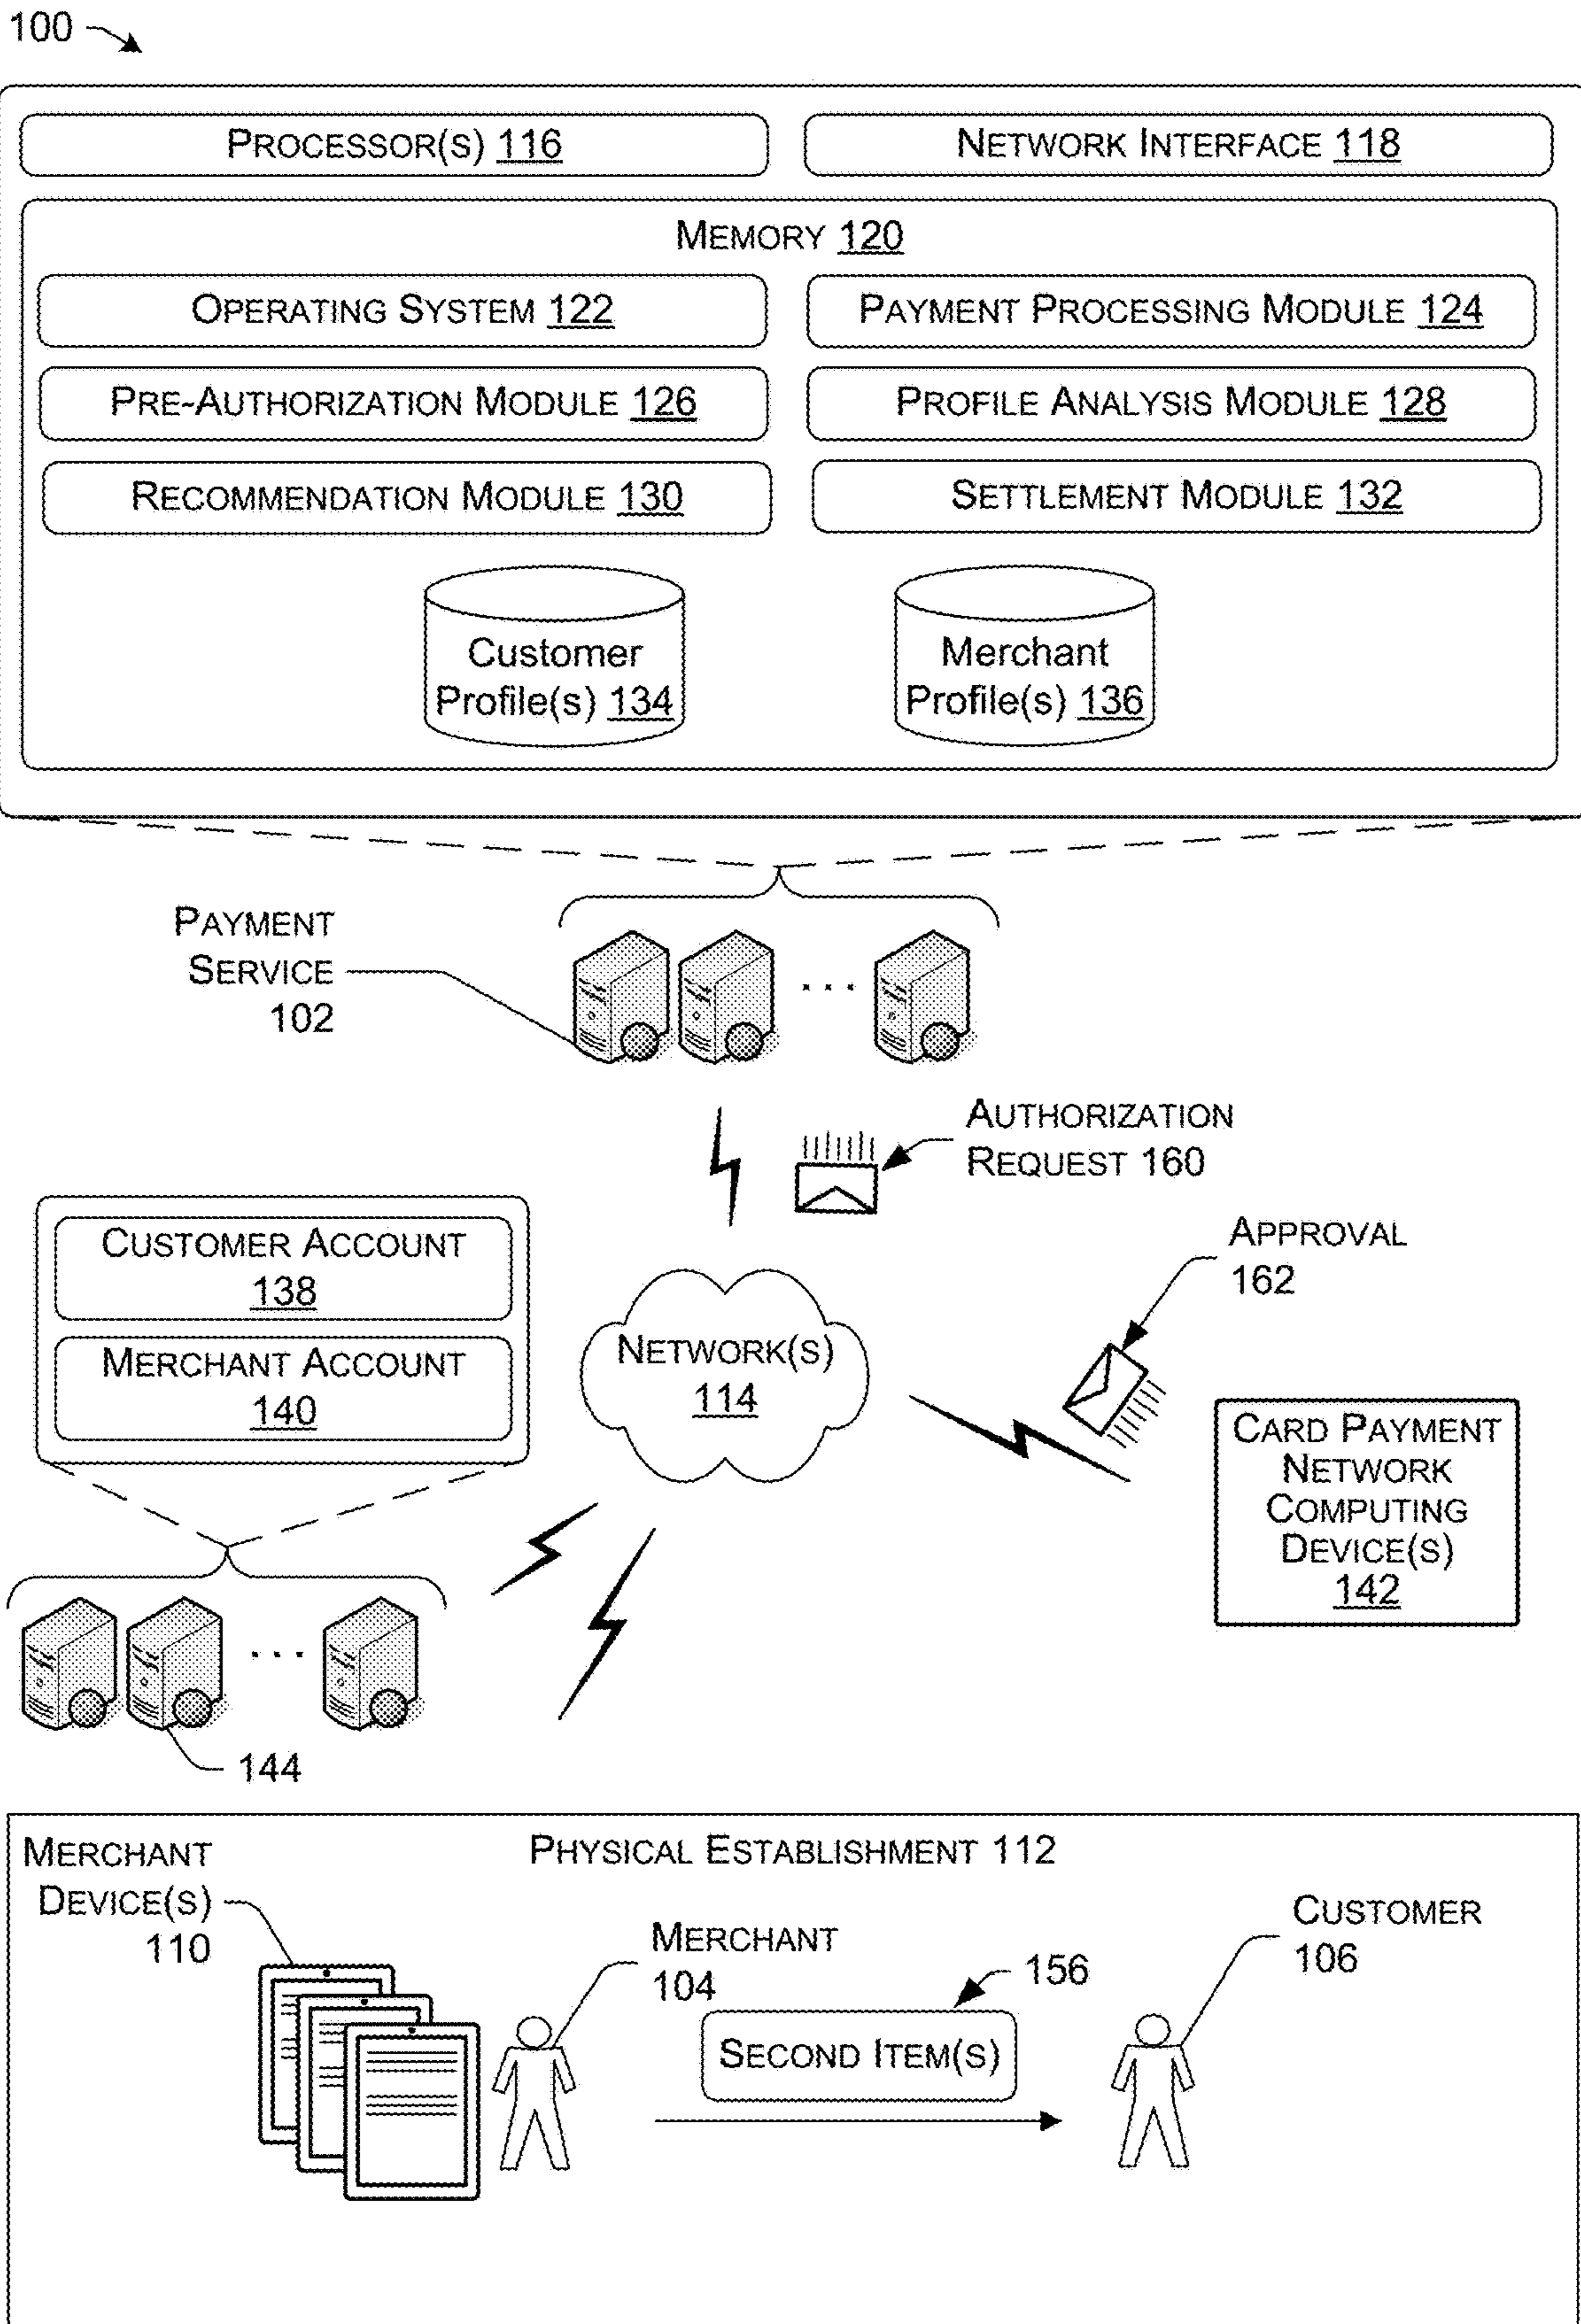 100
PROCESSOR(S) 116
NETWORK INTERFACE 118
MEMORY 120
OPERATING SYSTEM 122
PAYMENT PROCESSING MODULE 124
PRE-AUTHORIZATION MODULE 126
PROFILE ANALYSIS MODULE 128
RECOMMENDATION MODULE 130
SETTLEMENT MODULE 132
Customer
Profile(s) 134
Merchant
Profile(s) 136
PAYMENT
SERVICE
102
AUTHORIZATION
REQUEST 160
CUSTOMER ACCOUNT
138
MERCHANT ACCOUNT
140
NETWORK(S)
114
APPROVAL
162
CARD PAYMENT
NETWORK
COMPUTING
DEVICE(S)
142
144
PHYSICAL ESTABLISHMENT 112
MERCHANT
DEVICE(S)
110
MERCHANT
104
156
SECOND ITEM(S)
CUSTOMER
106